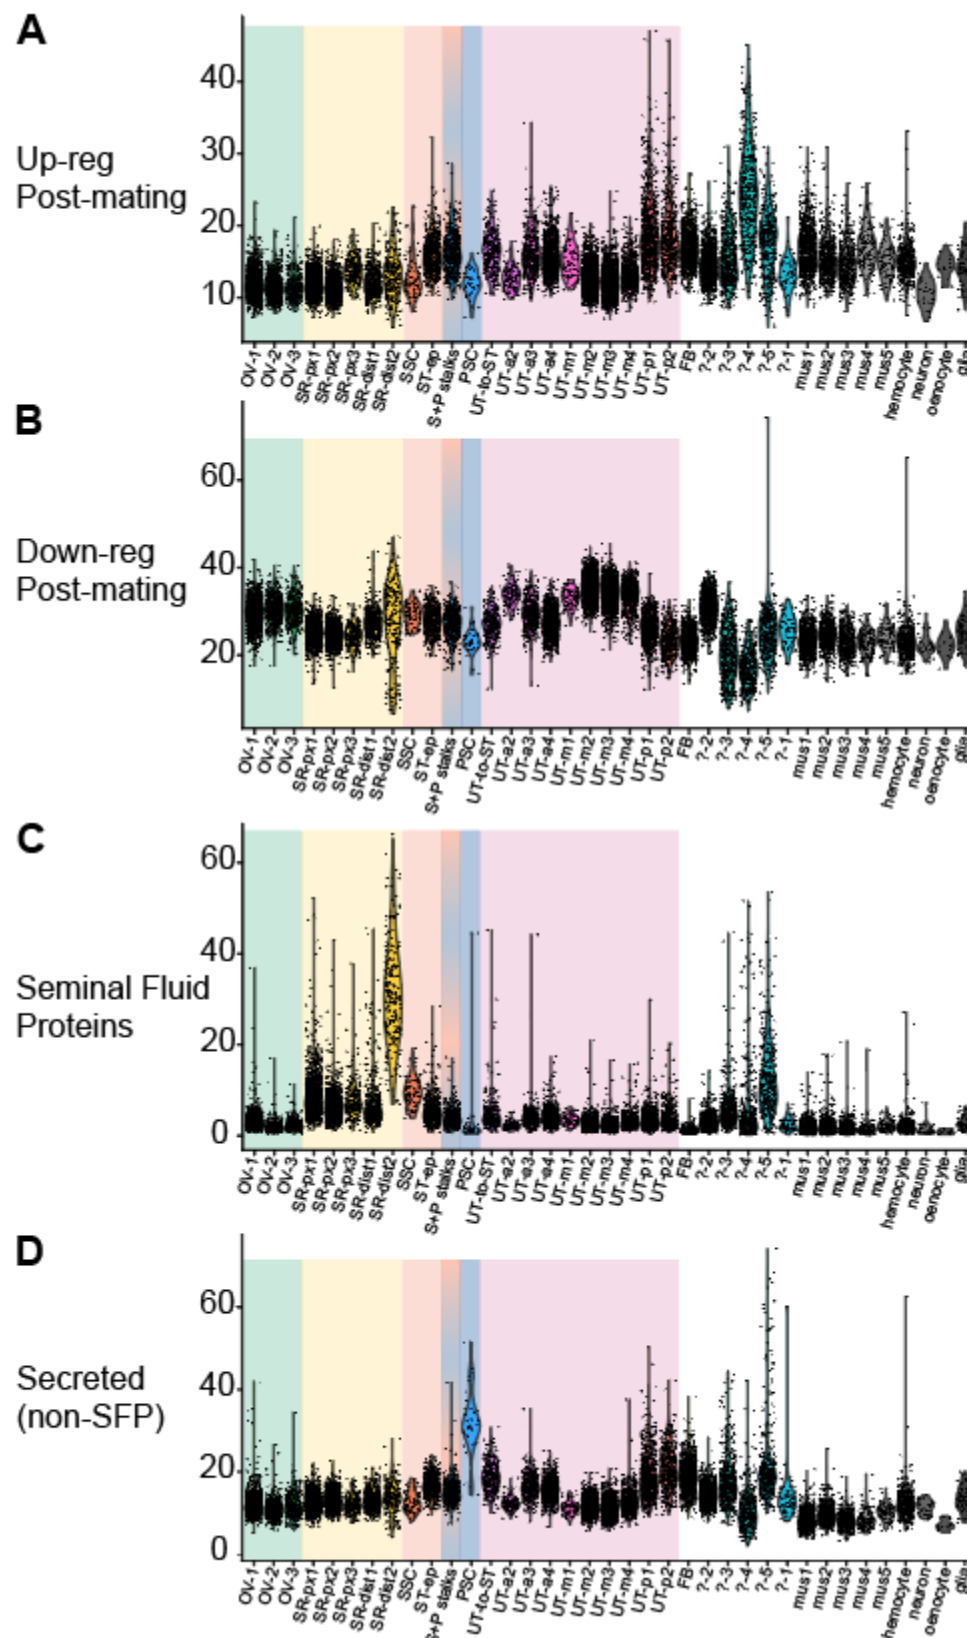 A
Up-reg
Post-mating
40
30
20
10
OV-1 OV-2 OV-3 SR-px1 SR-px2 SR-px3 SR-dist1 SR-dist2 SSC ST-ep S+P stalks PSC UT-to-ST UT-a2 UT-a3 UT-a4 UT-m1 UT-m2 UT-m3 UT-m4 UT-p1 UT-p2 FB ?-2 ?-3 ?-4 ?-5 ?-1 mus1 mus2 mus3 mus4 mus5 hemocyte neuron oenocyte glia
B
Down-reg
Post-mating
60
40
20
OV-1 OV-2 OV-3 SR-px1 SR-px2 SR-px3 SR-dist1 SR-dist2 SSC ST-ep S+P stalks PSC UT-to-ST UT-a2 UT-a3 UT-a4 UT-m1 UT-m2 UT-m3 UT-m4 UT-p1 UT-p2 FB ?-2 ?-3 ?-4 ?-5 ?-1 mus1 mus2 mus3 mus4 mus5 hemocyte neuron oenocyte glia
C
Seminal Fluid
Proteins
60
40
20
0
OV-1 OV-2 OV-3 SR-px1 SR-px2 SR-px3 SR-dist1 SR-dist2 SSC ST-ep S+P stalks PSC UT-to-ST UT-a2 UT-a3 UT-a4 UT-m1 UT-m2 UT-m3 UT-m4 UT-p1 UT-p2 FB ?-2 ?-3 ?-4 ?-5 ?-1 mus1 mus2 mus3 mus4 mus5 hemocyte neuron oenocyte glia
D
Secreted
(non-SFP)
60
40
20
0
OV-1 OV-2 OV-3 SR-px1 SR-px2 SR-px3 SR-dist1 SR-dist2 SSC ST-ep S+P stalks PSC UT-to-ST UT-a2 UT-a3 UT-a4 UT-m1 UT-m2 UT-m3 UT-m4 UT-p1 UT-p2 FB ?-2 ?-3 ?-4 ?-5 ?-1 mus1 mus2 mus3 mus4 mus5 hemocyte neuron oenocyte glia